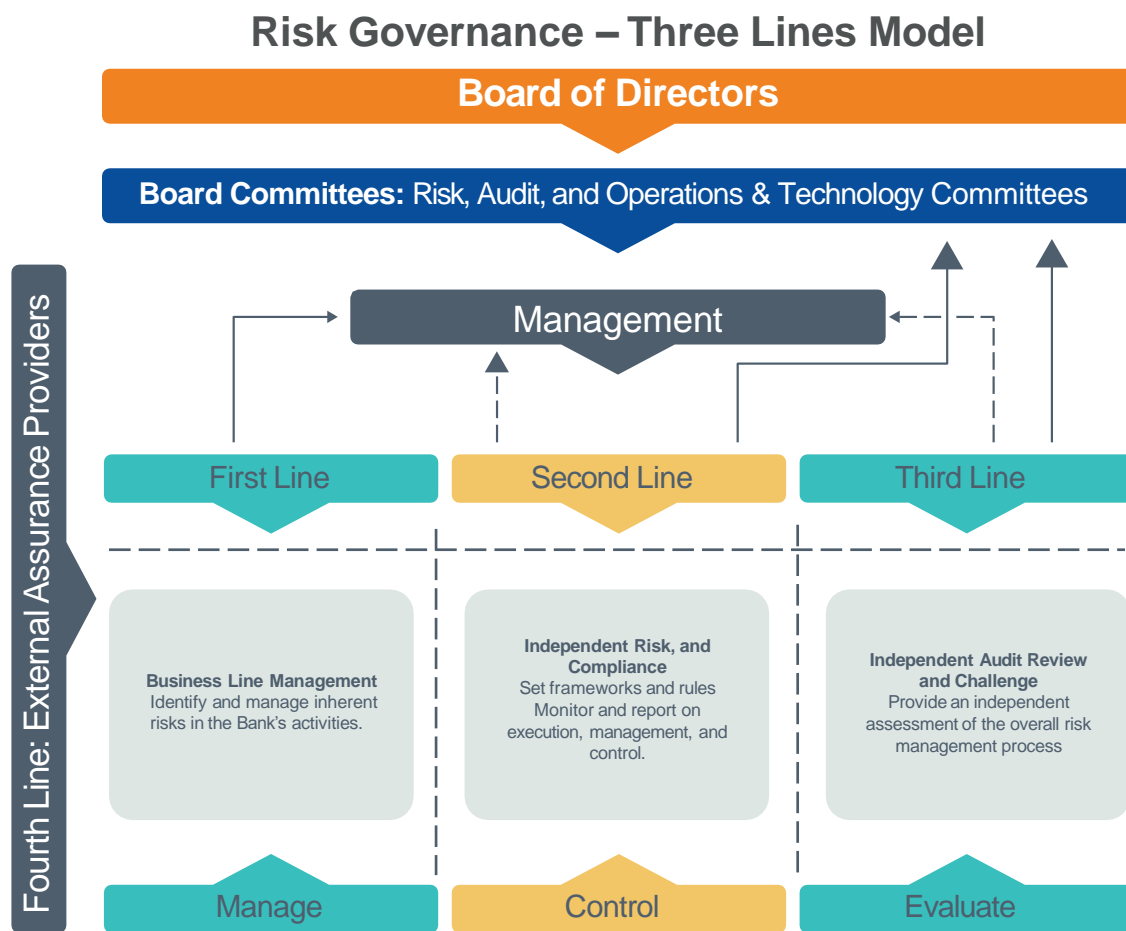 Risk Governance – Three Lines Model
Board of Directors
Board Committees: Risk, Audit, and Operations & Technology Committees
Management
Fourth Line: External Assurance Providers
First Line
Second Line
Third Line
Business Line Management
Identify and manage inherent
risks in the Bank's activities.
Independent Risk, and
Compliance
Set frameworks and rules
Monitor and report on
execution, management, and
control.
Independent Audit Review
and Challenge
Provide an independent
assessment of the overall risk
management process
Manage
Control
Evaluate